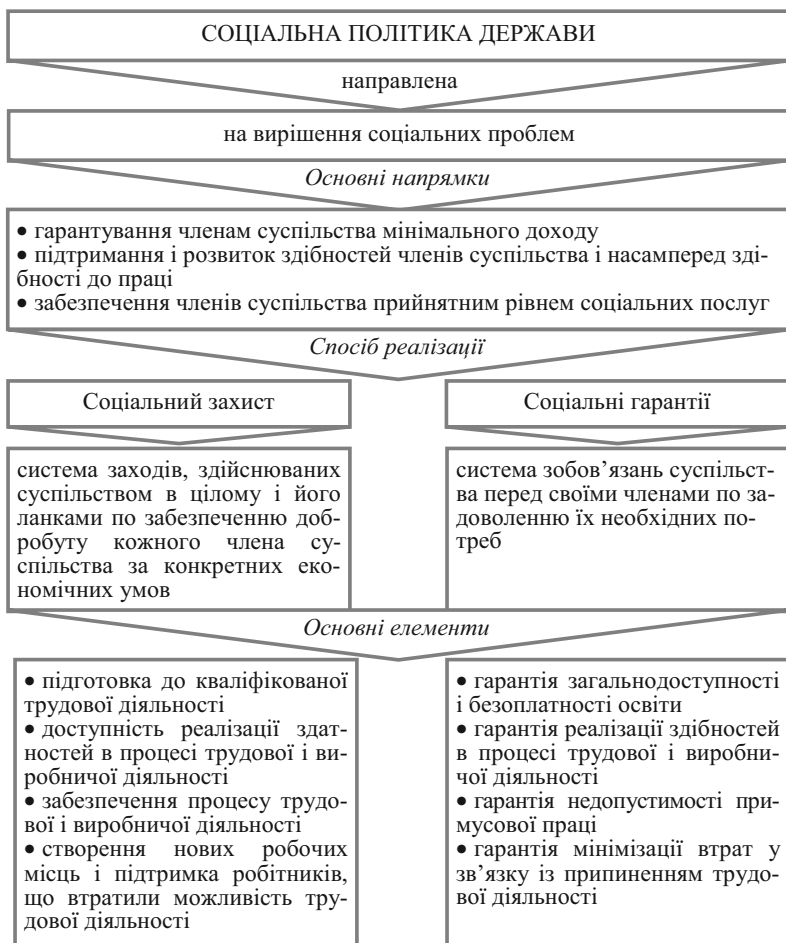 СОЦІАЛЬНА ПОЛІТИКА ДЕРЖАВИ
направлена
на вирішення соціальних проблем
Основні напрямки
• гарантування членам суспільства мінімального доходу
• підтримання і розвиток здібностей членів суспільства і насамперед зді-
бності до праці
• забезпечення членів суспільства прийнятним рівнем соціальних послуг
Спосіб реалізації
Соціальний захист
система заходів, здійснюваних
суспільством в цілому і його
ланками по забезпеченню доб-
робуту кожного члена су-
спільства за конкретних еко-
номічних умов
Соціальні гарантії
система зобов’язань суспільст-
ва перед своїми членами по за-
доволенню їх необхідних по-
треб
Основні елементи
• підготовка до кваліфікованої
трудової діяльності
• доступність реалізації здат-
ностей в процесі трудової і ви-
робничої діяльності
• забезпечення процесу трудо-
вої і виробничої діяльності
• створення нових робочих
місць і підтримка робітників,
що втратили можливість тру-
дової діяльності
• гарантія загальнодоступності
і безоплатності освіти
• гарантія реалізації здібностей
в процесі трудової і виробни-
чої діяльності
• гарантія недопустимості при-
мусової праці
• гарантія мінімізації втрат у
зв’язку із припиненням трудо-
вої діяльності